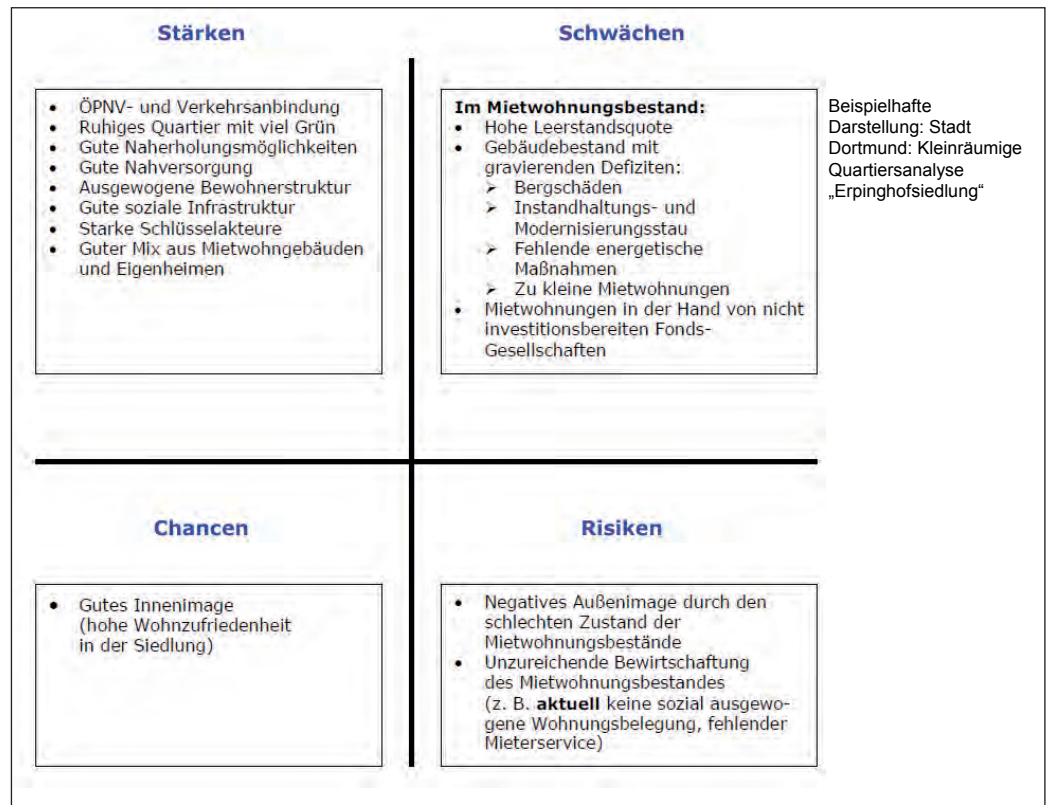 Stärken
• ÖPNV- und Verkehrsanbindung
• Ruhiges Quartier mit viel Grün
• Gute Naherholungsmöglichkeiten
• Gute Nahversorgung
• Ausgewogene Bewohnerstruktur
• Gute soziale Infrastruktur
• Starke Schlüsselakteure
• Guter Mix aus Mietwohngebäuden
und Eigenheimen
Schwächen
Im Mietwohnungsbestand:
• Hohe Leerstandsquote
• Gebäudebestand mit
gravierenden Defiziten:
➢ Bergschäden
➢ Instandhaltungs- und
Modernisierungsstau
➢ Fehlende energetische
Maßnahmen
➢ Zu kleine Mietwohnungen
• Mietwohnungen in der Hand von nicht
investitionsbereiten Fonds-
Gesellschaften
Beispielhafte
Darstellung: Stadt
Dortmund: Kleinräumige
Quartiersanalyse
„Erpinghofsiedlung“
Chancen
• Gutes Innenimage
(hohe Wohnzufriedenheit
in der Siedlung)
Risiken
• Negatives Außenimage durch den
schlechten Zustand der
Mietwohnungsbestände
• Unzureichende Bewirtschaftung
des Mietwohnungsbestandes
(z. B. aktuell keine sozial ausgewo-
gene Wohnungsbelegung, fehlender
Mieterservice)